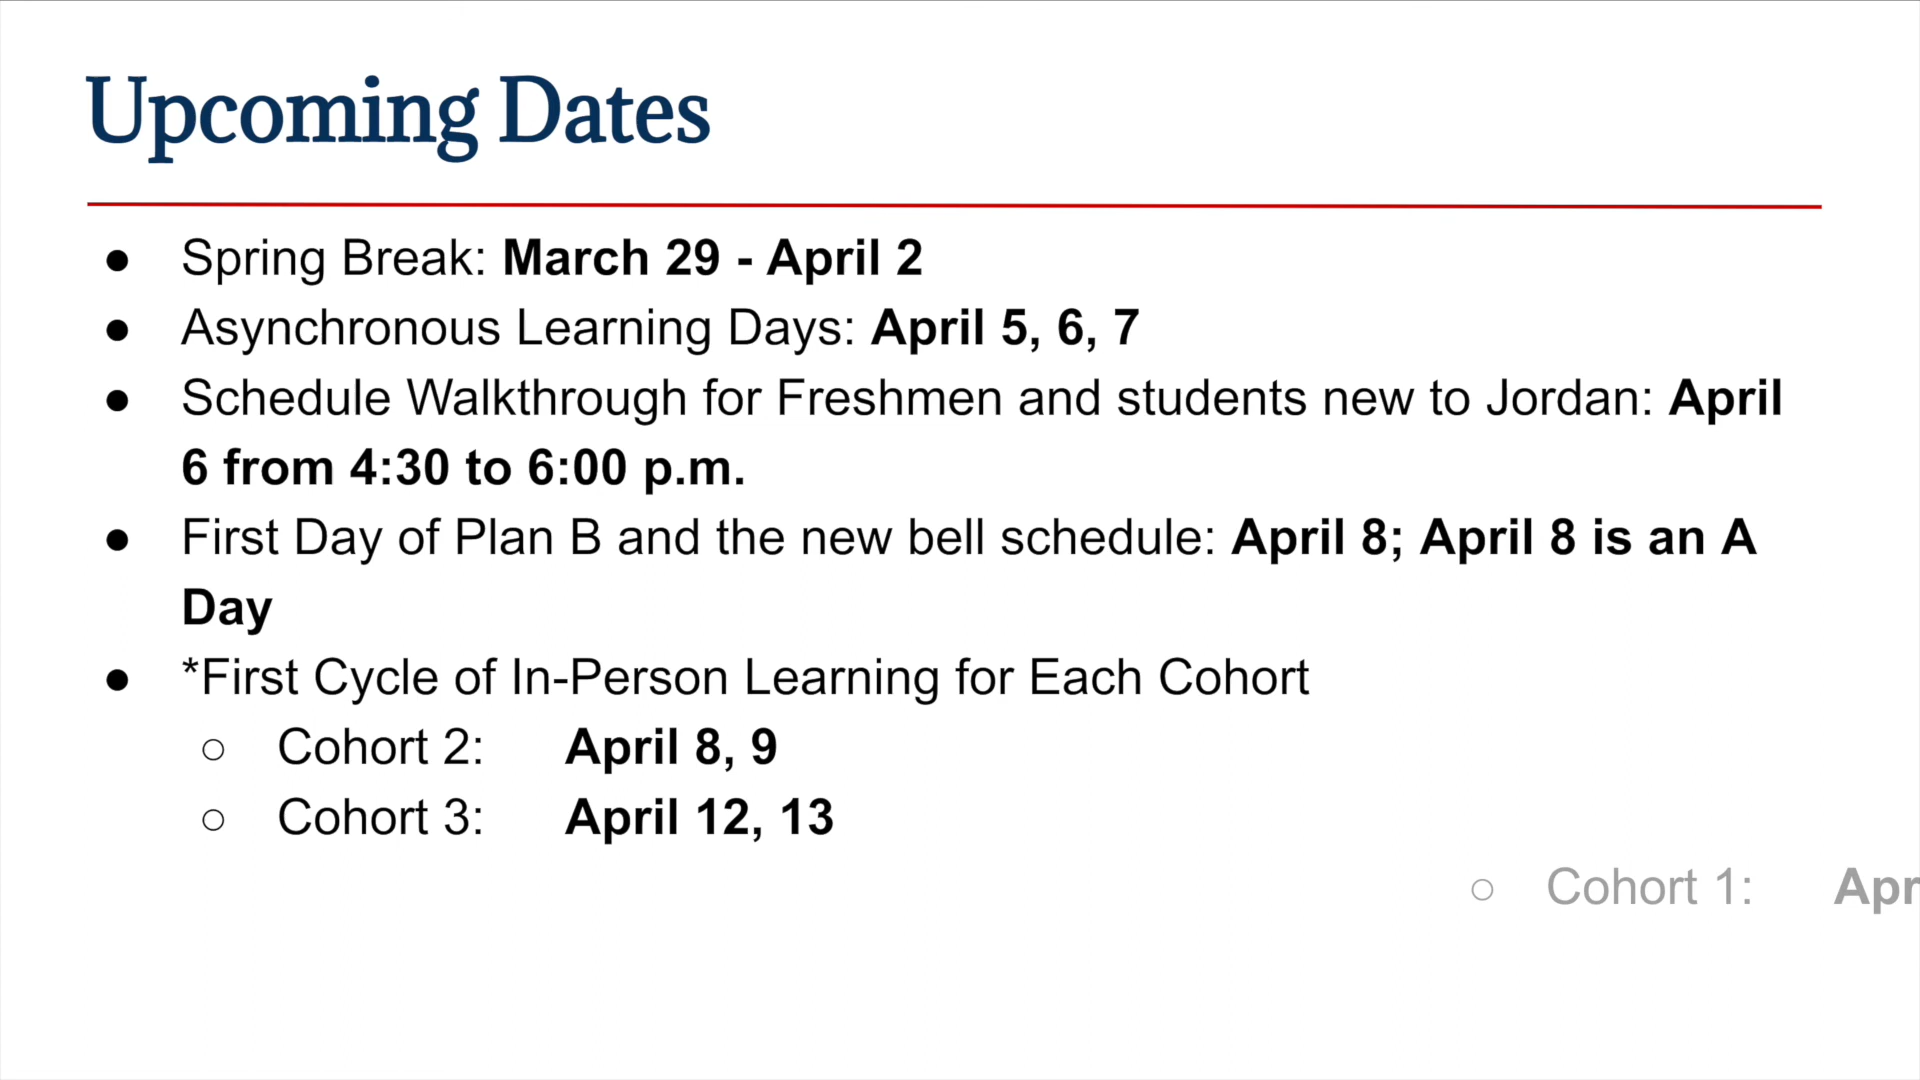 Upcoming Dates
● Spring Break: March 29 - April 2
● Asynchronous Learning Days: April 5, 6, 7
● Schedule Walkthrough for Freshmen and students new to Jordan: April
6 from 4:30 to 6:00 p.m.
● First Day of Plan B and the new bell schedule: April 8; April 8 is an A
Day
● *First Cycle of In-Person Learning for Each Cohort
○ Cohort 2: April 8, 9
○ Cohort 3: April 12, 13
○ Cohort 1: Apr